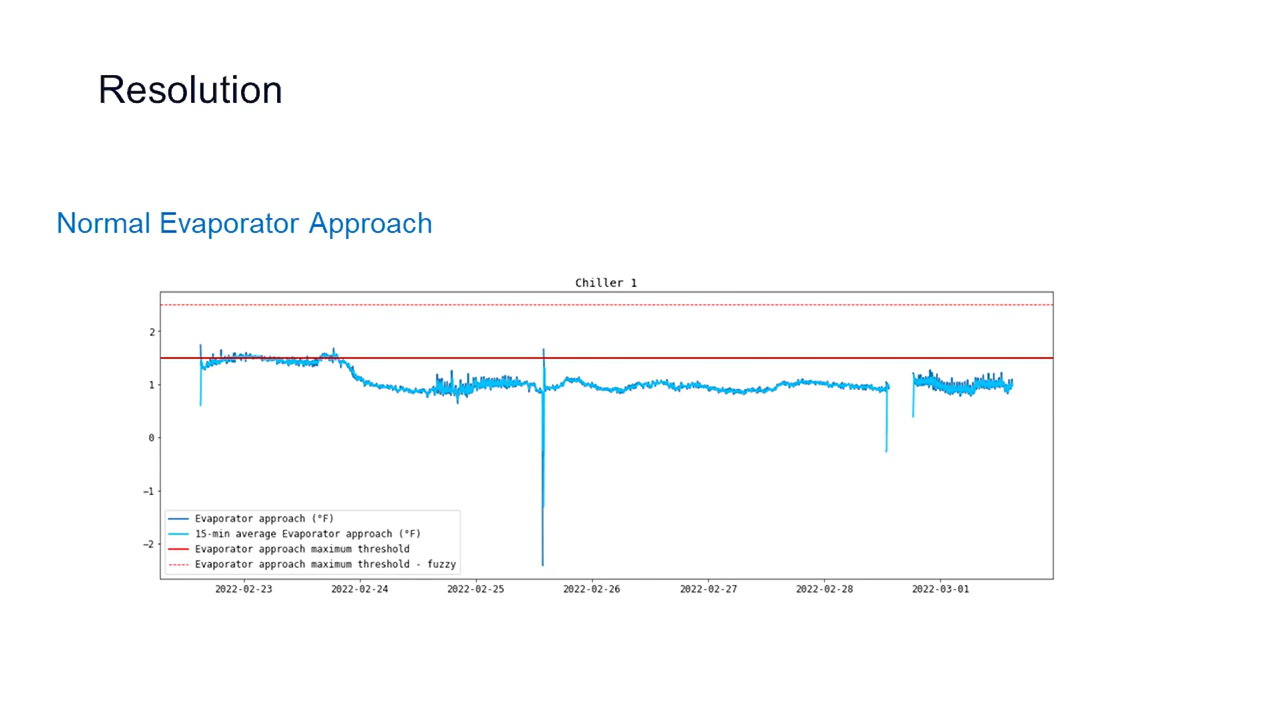 Resolution
Normal Evaporator Approach
Chiller 1
2
1
0
−1
−2
Evaporator approach (°F)
15-min average Evaporator approach (°F)
Evaporator approach maximum threshold
Evaporator approach maximum threshold - fuzzy
2022-02-23 2022-02-24 2022-02-25 2022-02-26 2022-02-27 2022-02-28 2022-03-01